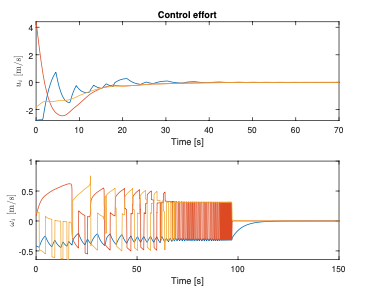 Control effort
u_i [m/s]
4
2
0
-2
0 10 20 30 40 50 60 70
Time [s]
ω_i [m/s]
1
0.5
0
-0.5
0 50 100 150
Time [s]